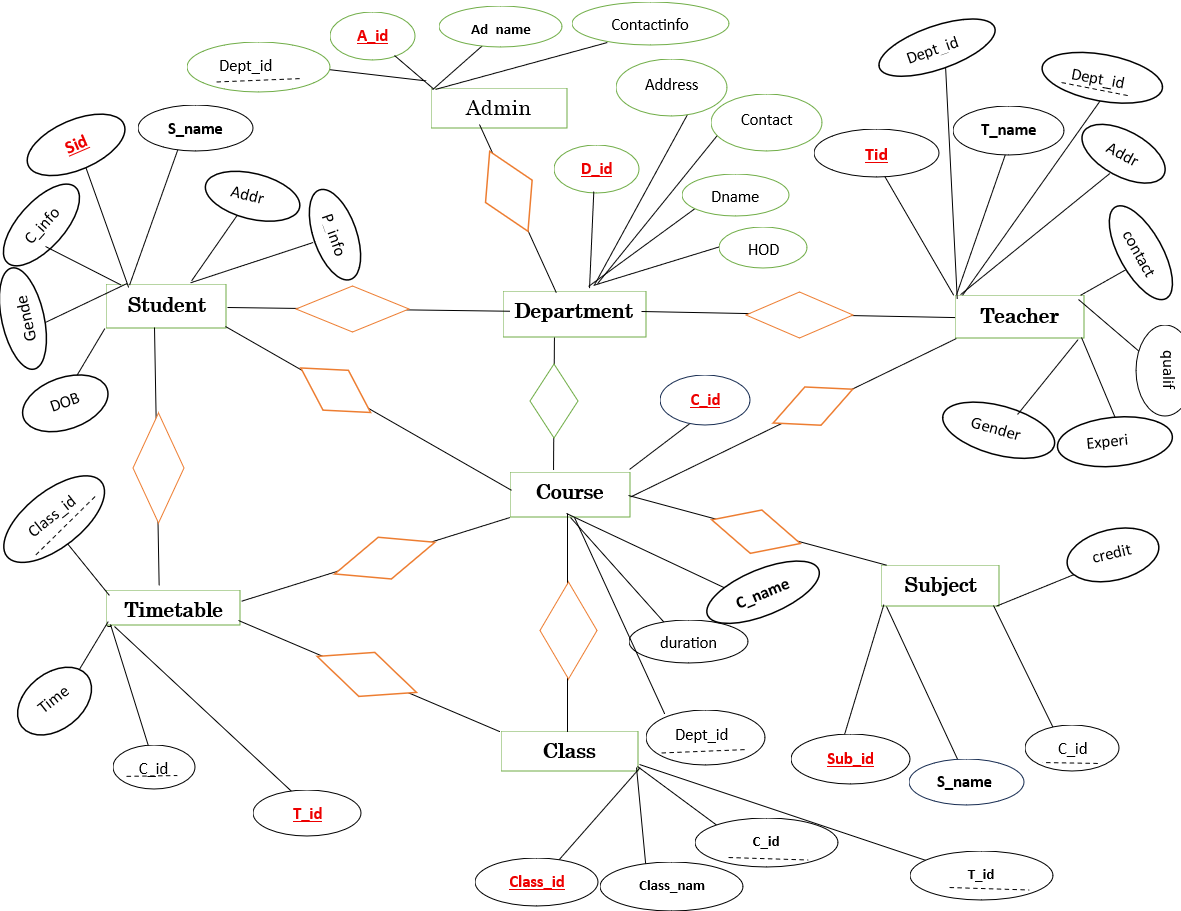 Contactinfo
Ad_name
A_id
Dept_id
Admin
Address
Contact
D_id
Dname
HOD
Dept_id
Dept_id
T_name
Tid
Addr
contact
Sid
S_name
Addr
C_info
P_info
Gende
Student
Department
Teacher
qualif
DOB
C_id
Gender
Experi
Course
Class_id
credit
Subject
C_name
Timetable
duration
Time
Dept_id
Class
C_id
Sub_id
S_name
C_id
T_id
C_id
T_id
Class_id
Class_nam